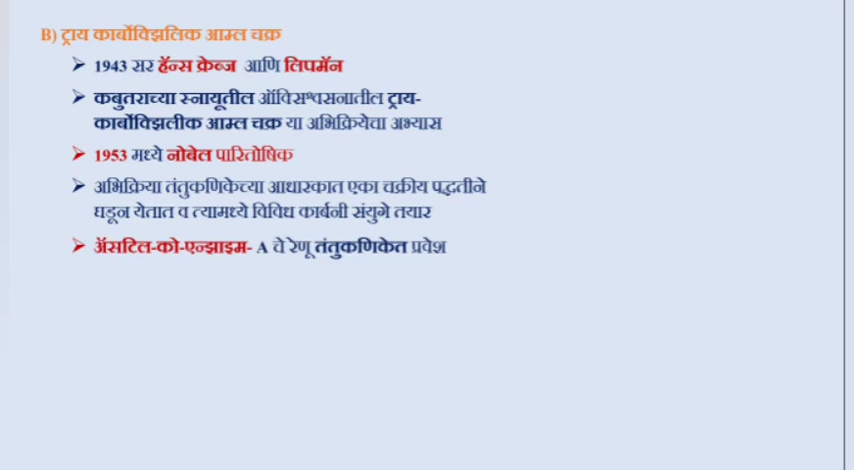 B) ट्राय कार्बोक्झिलिक आम्ल चक्र
➢ 1943 सर हॅन्स क्रेब्ज आणि लिपमॅन
➢ कबुतराच्या स्नायूतील ऑक्सिश्वसनातील ट्राय-
कार्बोक्झिलीक आम्ल चक्र या अभिक्रियेचा अभ्यास
➢ 1953 मध्ये नोबेल पारितोषिक
➢ अभिक्रिया तंतुकणिकेच्या आधारकात एका चक्रीय पद्धतीने
घडून येतात व त्यामध्ये विविध कार्बनी संयुगे तयार
➢ ॲसटिल-को-एन्झाइम- A चे रेणू तंतुकणिकेत प्रवेश